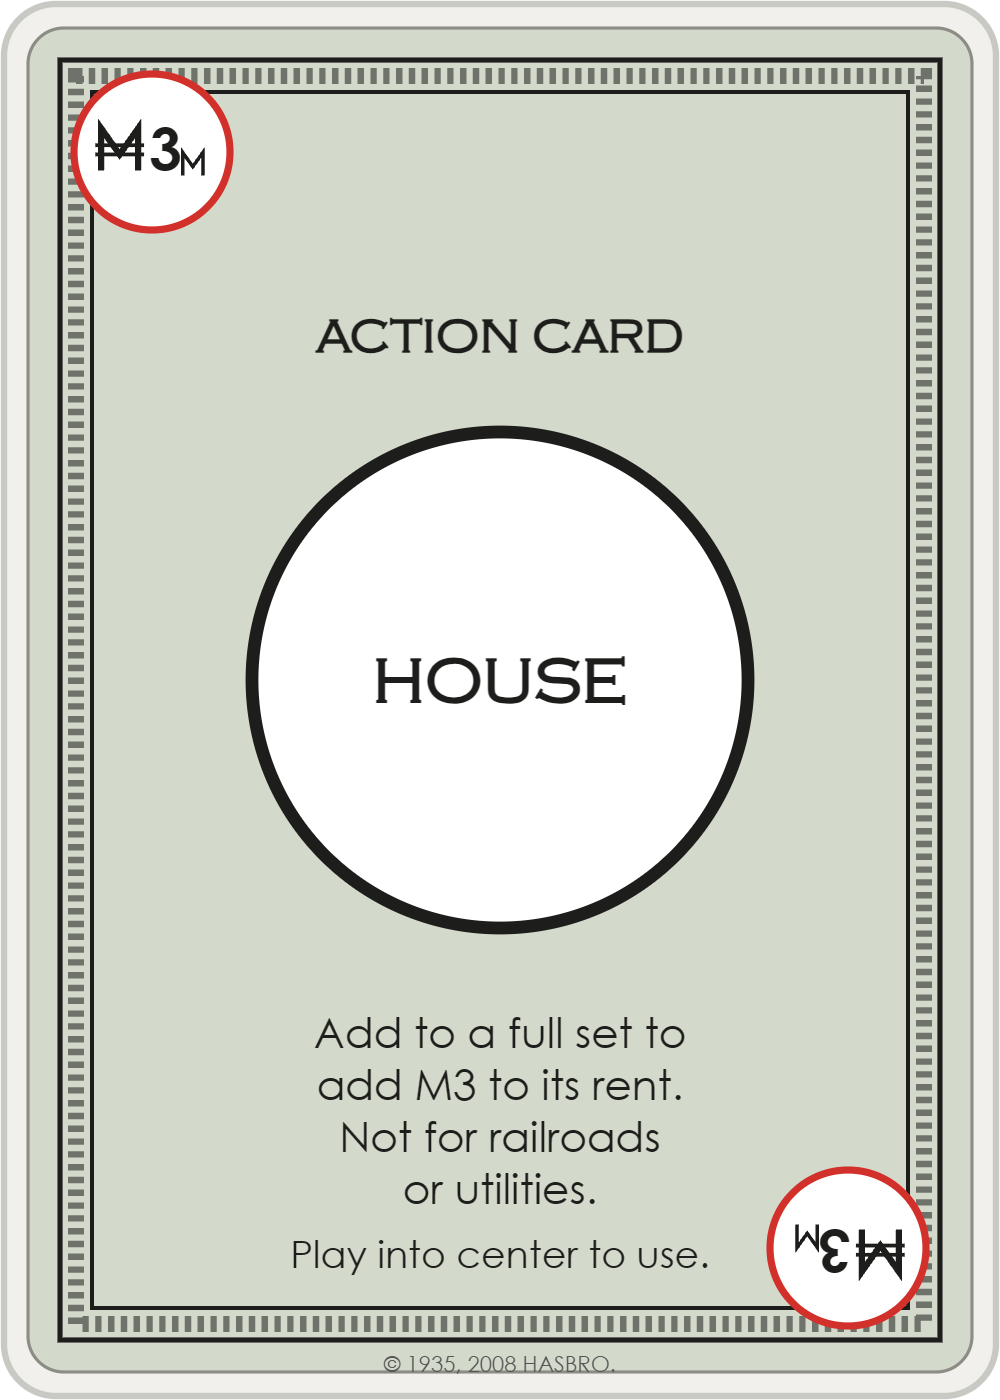 ₩3M
ACTION CARD
HOUSE
Add to a full set to
add M3 to its rent.
Not for railroads
or utilities.
Play into center to use.
₩3M
© 1935, 2008 HASBRO.